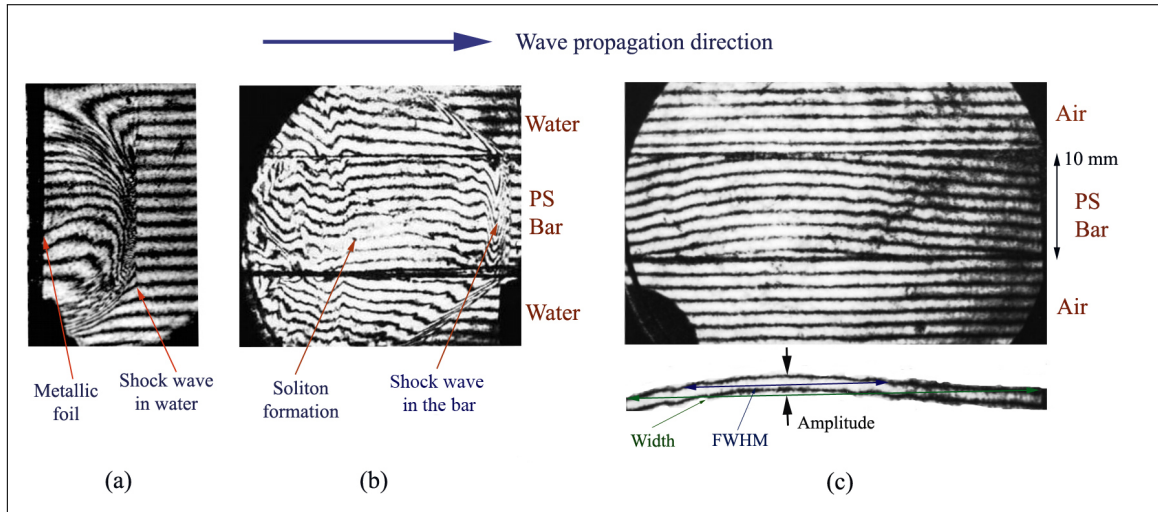 Wave propagation direction
Water
PS
Bar
Water
Air
10 mm
PS
Bar
Air
Metallic
foil
Shock wave
in water
Soliton
formation
Shock wave
in the bar
Width
FWHM
Amplitude
(a)
(b)
(c)